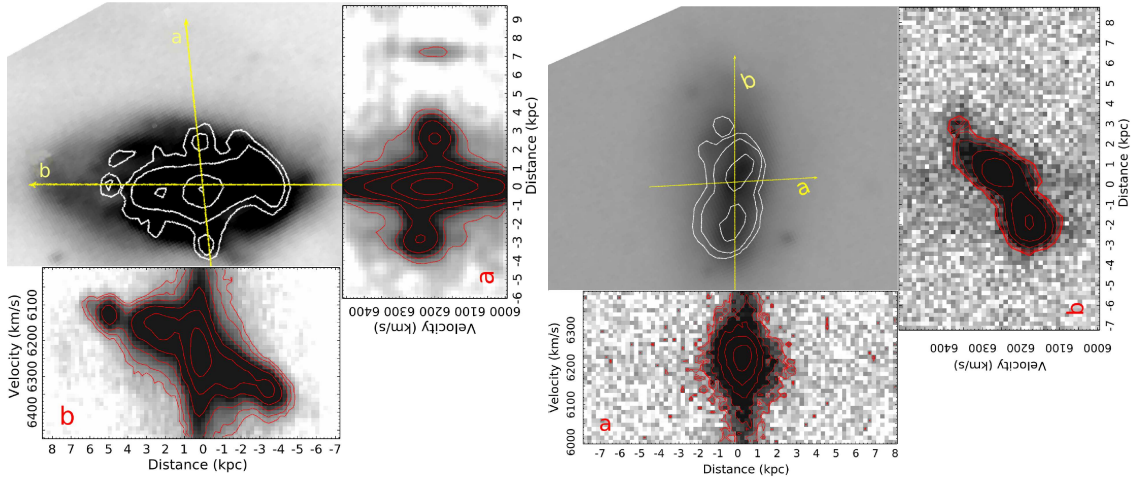 a
b
9
8
7
6
5
4
3
2
1
0
-1
-2
-3
-4
-5
-6
Distance (kpc)
a
6400 6300 6200 6100 6000
Velocity (km/s)
6100
6200
6300
6400
Velocity (km/s)
b
8 7 6 5 4 3 2 1 0 -1 -2 -3 -4 -5 -6 -7
Distance (kpc)
b
a
8
7
6
5
4
3
2
1
0
-1
-2
-3
-4
-5
-6
-7
Distance (kpc)
b
6400 6300 6200 6100 6000
Velocity (km/s)
6300
6200
6100
6000
Velocity (km/s)
a
-7 -6 -5 -4 -3 -2 -1 0 1 2 3 4 5 6 7 8
Distance (kpc)